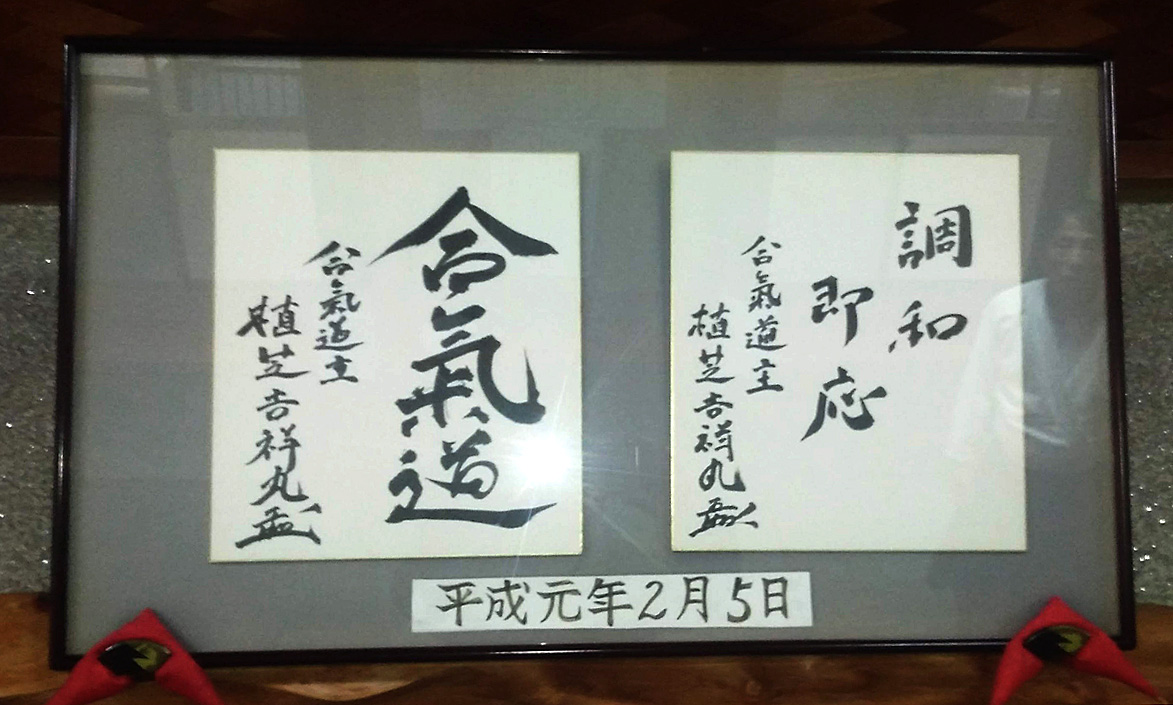 調和
即応
合氣道主
植芝吉祥丸
合氣道
合氣道主
植芝吉祥丸
平成元年2月5日